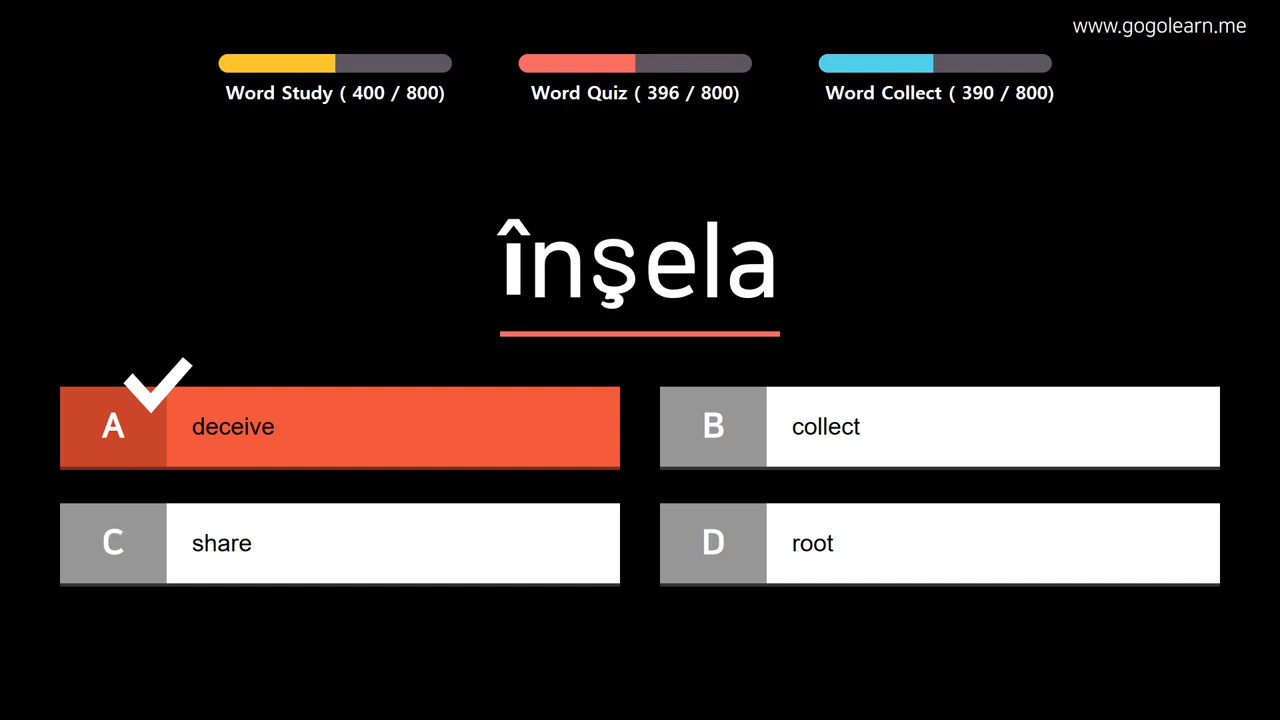 www.gogolearn.me
Word Study ( 400 / 800)
Word Quiz ( 396 / 800)
Word Collect ( 390 / 800)
înşela
A deceive
B collect
C share
D root